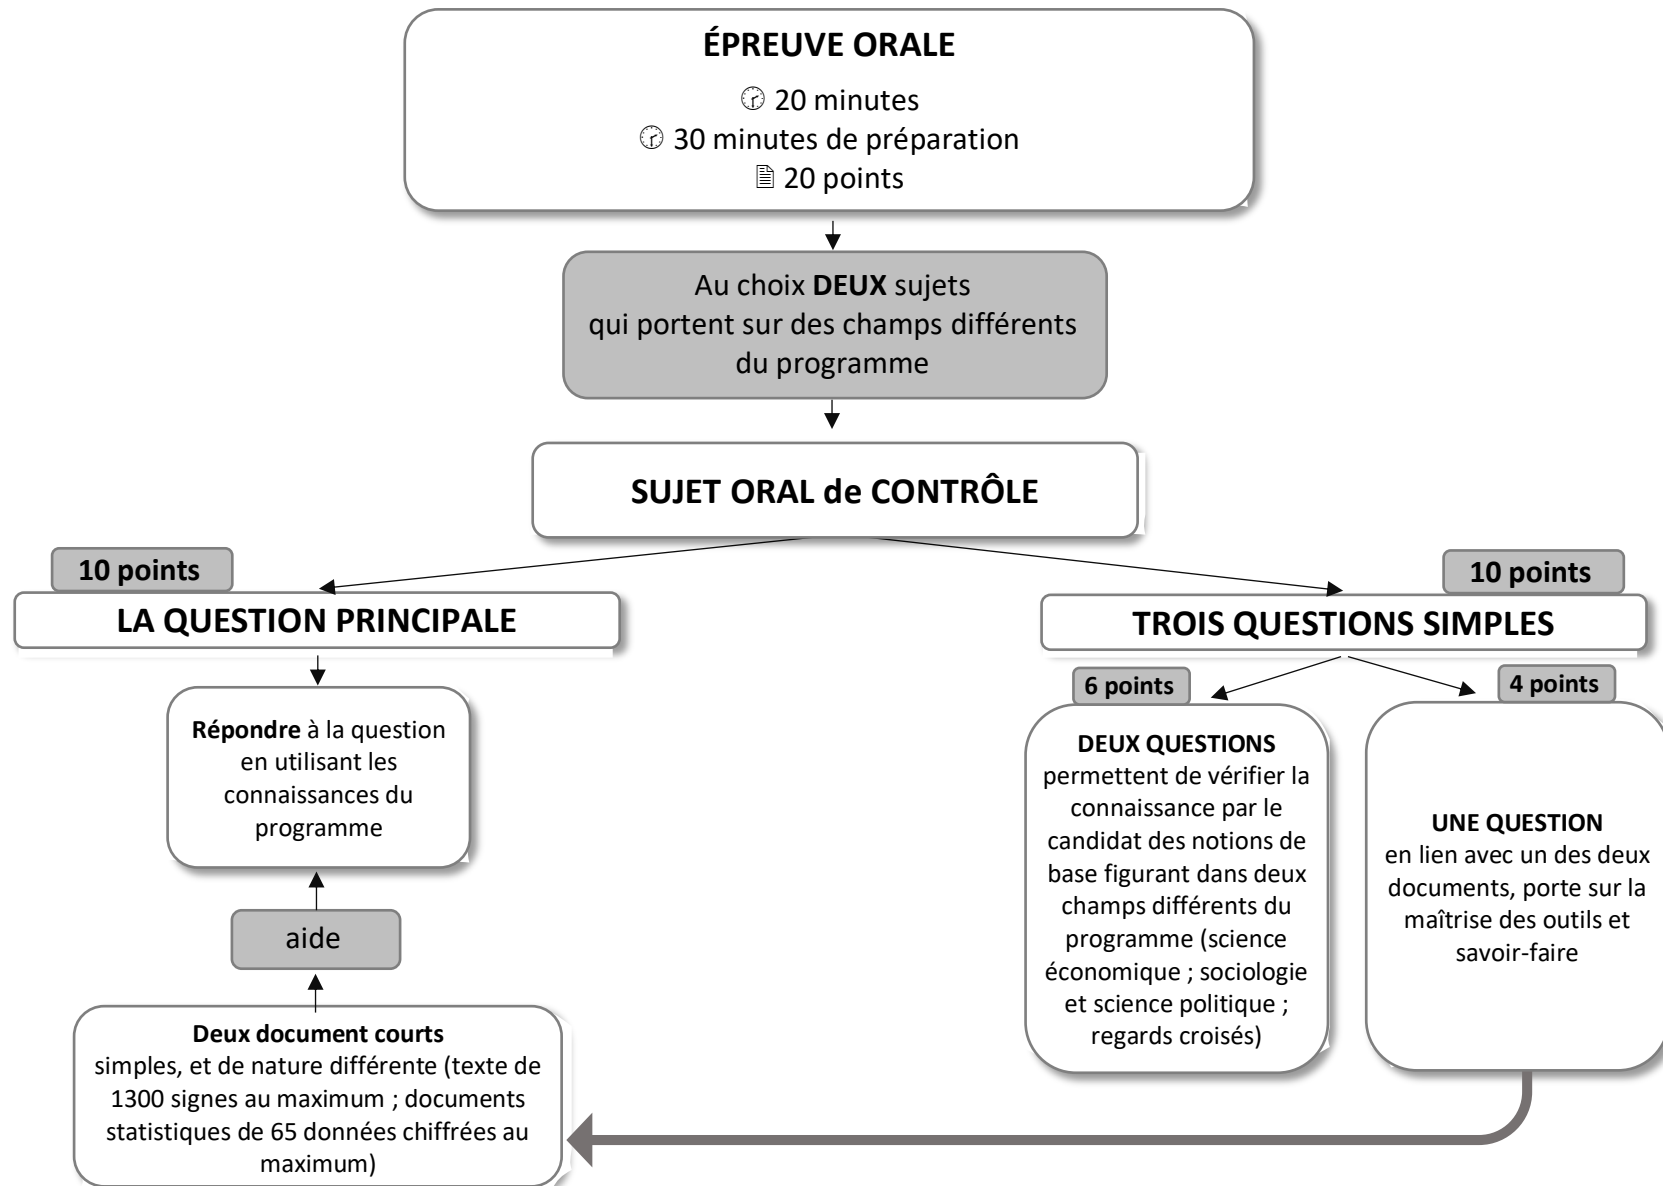 ÉPREUVE ORALE
🕑 20 minutes
🕑 30 minutes de préparation
🗎 20 points
Au choix DEUX sujets
qui portent sur des champs différents
du programme
SUJET ORAL de CONTRÔLE
10 points
LA QUESTION PRINCIPALE
Répondre à la question
en utilisant les
connaissances du
programme
aide
Deux document courts
simples, et de nature différente (texte de
1300 signes au maximum ; documents
statistiques de 65 données chiffrées au
maximum)
10 points
TROIS QUESTIONS SIMPLES
6 points
DEUX QUESTIONS
permettent de vérifier la
connaissance par le
candidat des notions de
base figurant dans deux
champs différents du
programme (science
économique ; sociologie
et science politique ;
regards croisés)
4 points
UNE QUESTION
en lien avec un des deux
documents, porte sur la
maîtrise des outils et
savoir-faire